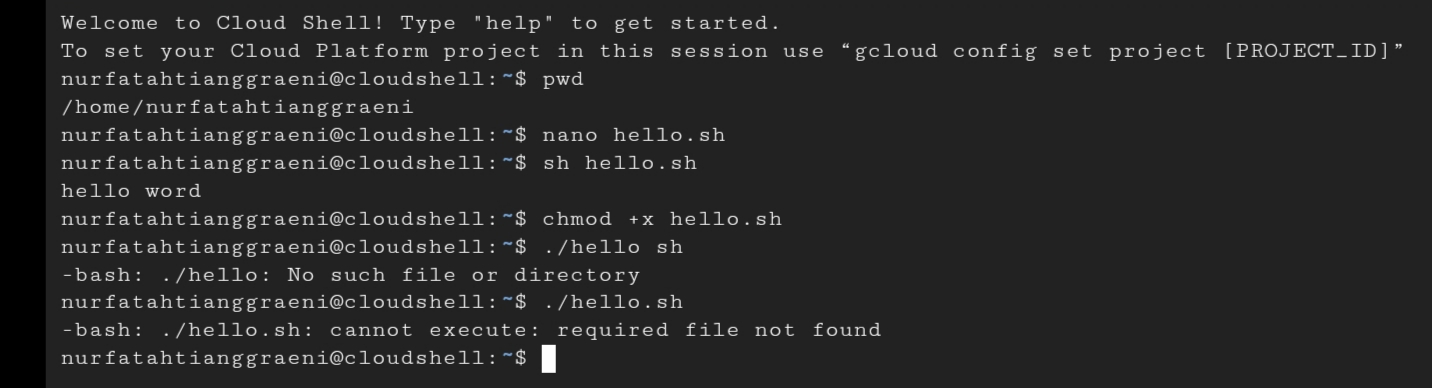 Welcome to Cloud Shell! Type "help" to get started.
To set your Cloud Platform project in this session use “gcloud config set project [PROJECT_ID]”
nurfatahtianggraeni@cloudshell:~$ pwd
/home/nurfatahtianggraeni
nurfatahtianggraeni@cloudshell:~$ nano hello.sh
nurfatahtianggraeni@cloudshell:~$ sh hello.sh
hello word
nurfatahtianggraeni@cloudshell:~$ chmod +x hello.sh
nurfatahtianggraeni@cloudshell:~$ ./hello sh
-bash: ./hello: No such file or directory
nurfatahtianggraeni@cloudshell:~$ ./hello.sh
-bash: ./hello.sh: cannot execute: required file not found
nurfatahtianggraeni@cloudshell:~$